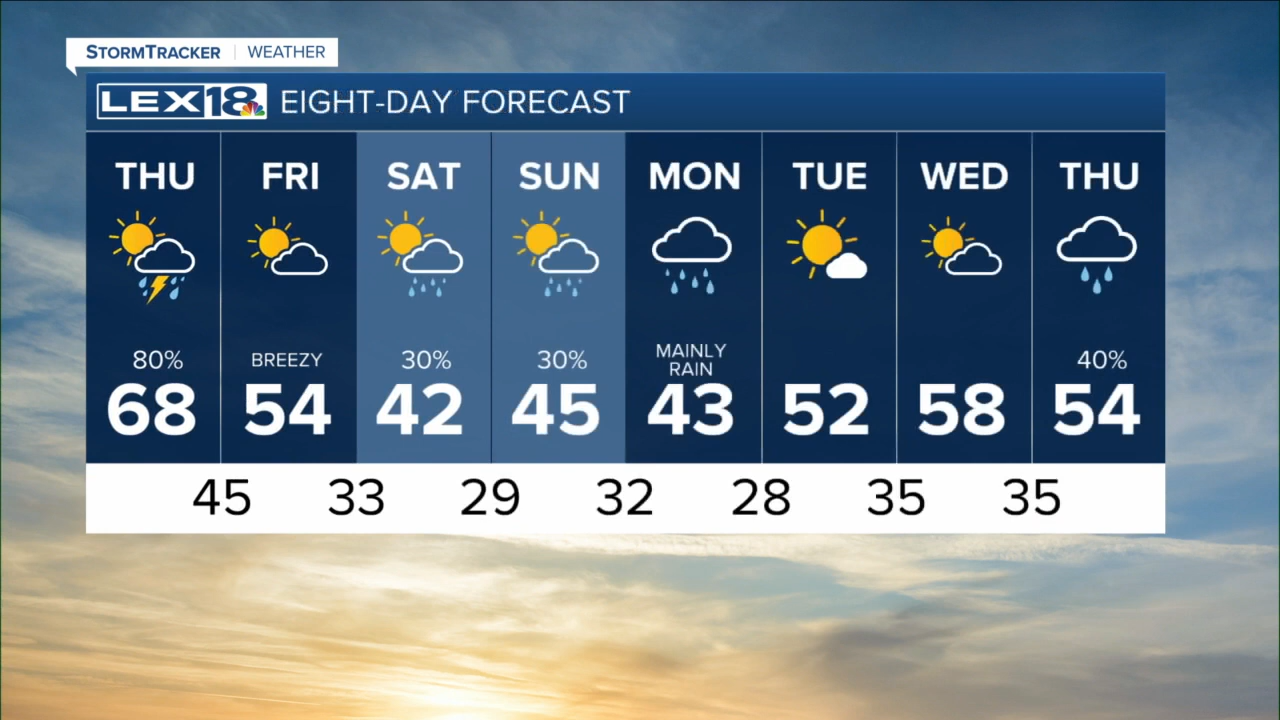 STORMTRACKER | WEATHER
LEX18 EIGHT-DAY FORECAST
THU FRI SAT SUN MON TUE WED THU
80% BREEZY 30% 30% MAINLY RAIN 40%
68 54 42 45 43 52 58 54
45 33 29 32 28 35 35